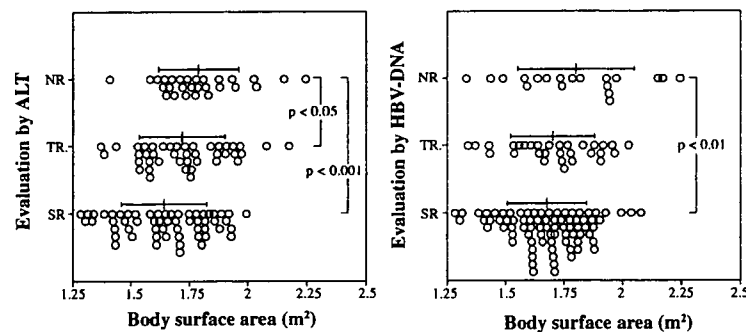 Evaluation by ALT
NR
TR.
SR
p < 0.05
p < 0.001
1.25 1.5 1.75 2 2.25 2.5
Body surface area (m²)
Evaluation by HBV-DNA
NR
TR.
SR
p < 0.01
1.25 1.5 1.75 2 2.25 2.5
Body surface area (m²)